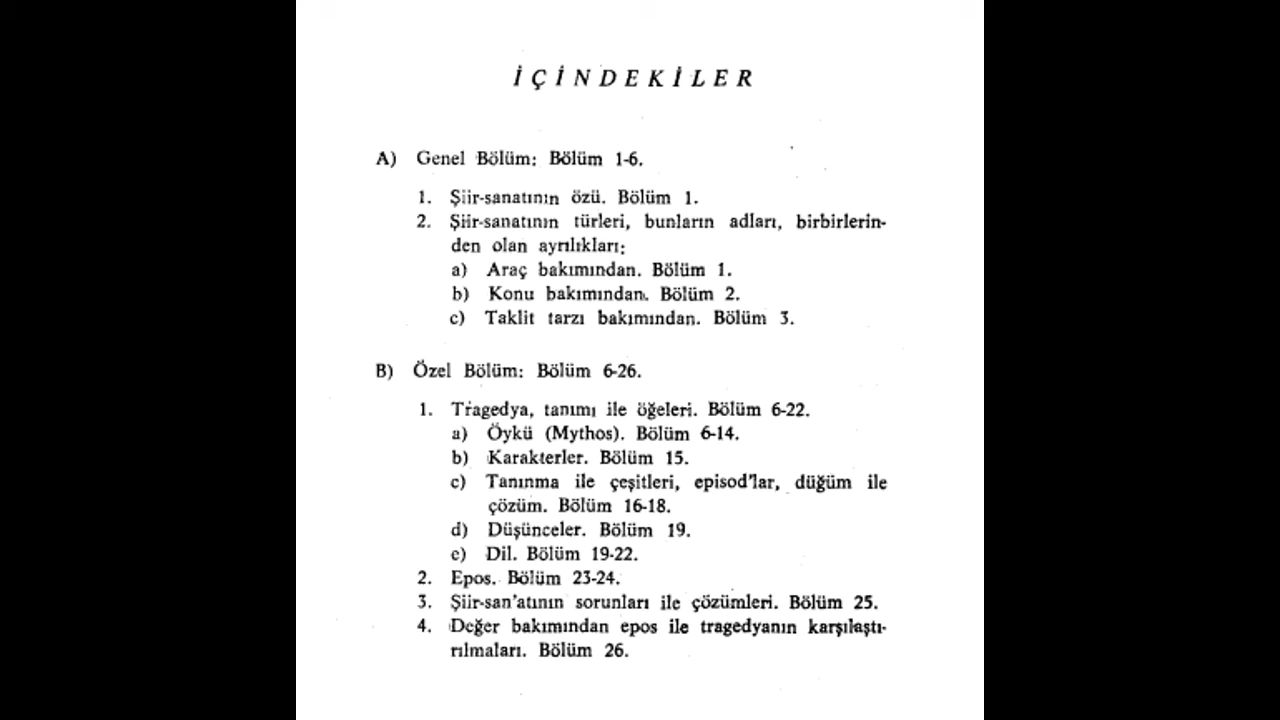 İÇİNDEKİLER
A) Genel Bölüm: Bölüm 1-6.
1. Şiir-sanatının özü. Bölüm 1.
2. Şiir-sanatının türleri, bunların adları, birbirlerin-
den olan ayrılıkları:
a) Araç bakımından. Bölüm 1.
b) Konu bakımından. Bölüm 2.
c) Taklit tarzı bakımından. Bölüm 3.
B) Özel Bölüm: Bölüm 6-26.
1. Tragedya, tanımı ile öğeleri. Bölüm 6-22.
a) Öykü (Mythos). Bölüm 6-14.
b) Karakterler. Bölüm 15.
c) Tanınma ile çeşitleri, episod'lar, düğüm ile
çözüm. Bölüm 16-18.
d) Düşünceler. Bölüm 19.
e) Dil. Bölüm 19-22.
2. Epos. Bölüm 23-24.
3. Şiir-san'atının sorunları ile çözümleri. Bölüm 25.
4. Değer bakımından epos ile tragedyanın karşılaştı-
rılmaları. Bölüm 26.